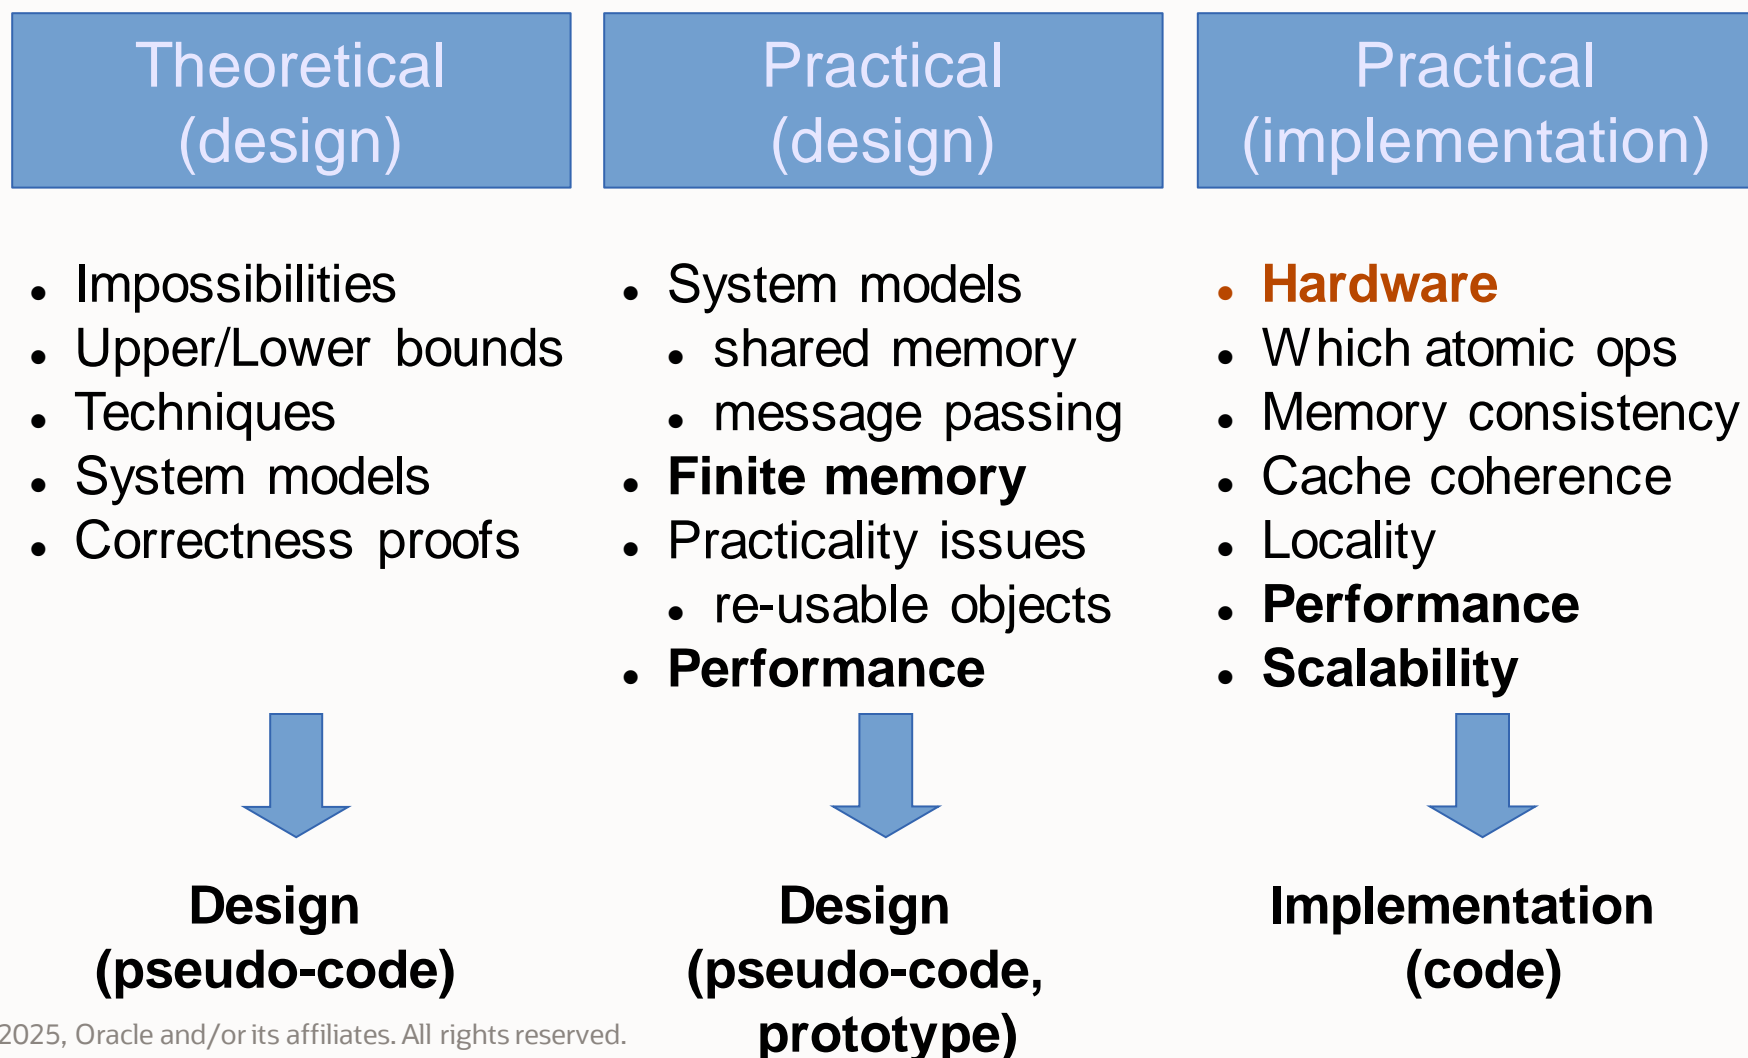 Theoretical
(design)
Impossibilities
Upper/Lower bounds
Techniques
System models
Correctness proofs
Design
(pseudo-code)
Practical
(design)
System models
shared memory
message passing
Finite memory
Practicality issues
re-usable objects
Performance
Design
(pseudo-code,
prototype)
Practical
(implementation)
Hardware
Which atomic ops
Memory consistency
Cache coherence
Locality
Performance
Scalability
Implementation
(code)
2025, Oracle and/or its affiliates. All rights reserved.